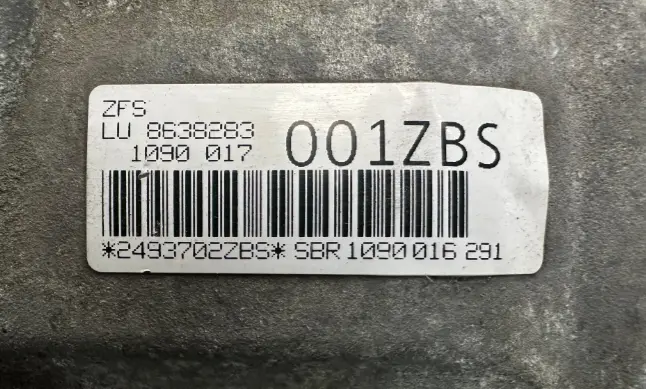 ZFS
LU 8638283
1090 017
001ZBS
*2493702ZBS* SBR 1090 016 291